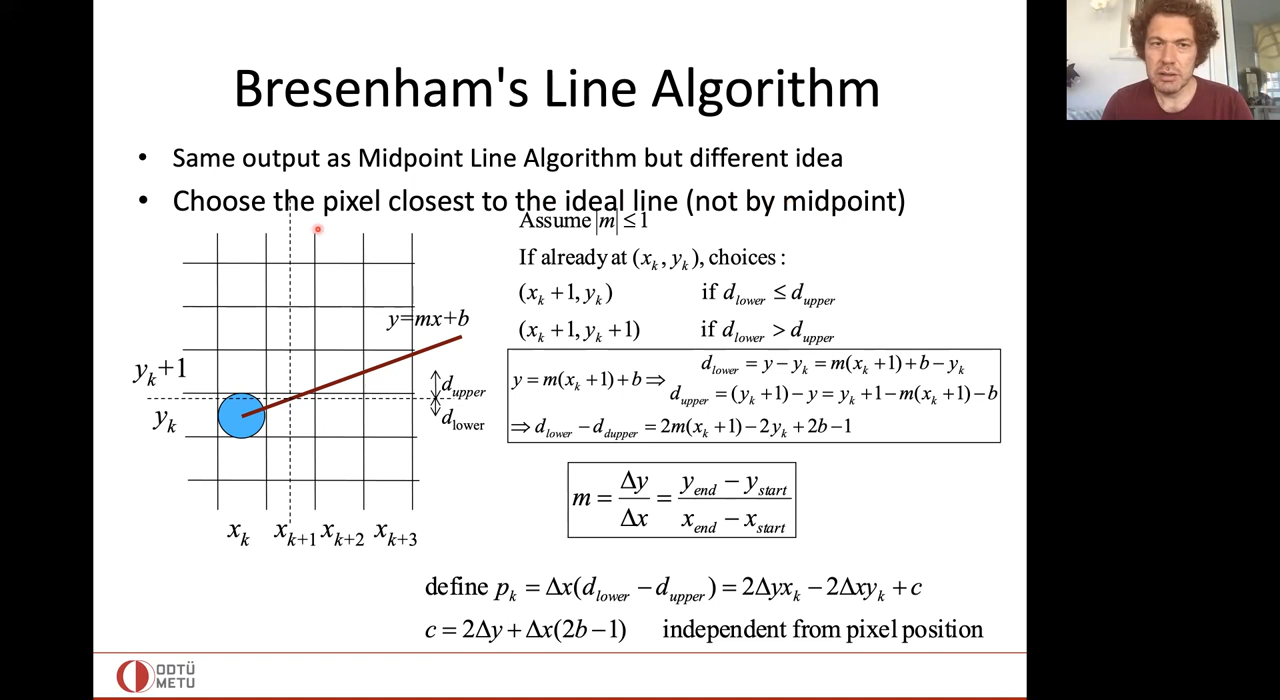 Bresenham's Line Algorithm
• Same output as Midpoint Line Algorithm but different idea
• Choose the pixel closest to the ideal line (not by midpoint)
Assume |m| ≤ 1
If already at (x_k, y_k), choices :
(x_k + 1, y_k) if d_lower ≤ d_upper
(x_k + 1, y_k + 1) if d_lower > d_upper
y = m(x_k + 1) + b ⇒ d_lower = y − y_k = m(x_k + 1) + b − y_k
d_upper = (y_k + 1) − y = y_k + 1 − m(x_k + 1) − b
⇒ d_lower − d_dupper = 2m(x_k + 1) − 2y_k + 2b − 1
y=mx+b
y_k+1
y_k
d_upper
d_lower
x_k x_k+1 x_k+2 x_k+3
m = Δy/Δx = (y_end − y_start)/(x_end − x_start)
define p_k = Δx(d_lower − d_upper) = 2Δyx_k − 2Δxy_k + c
c = 2Δy + Δx(2b − 1) independent from pixel position
ODTÜ
METU